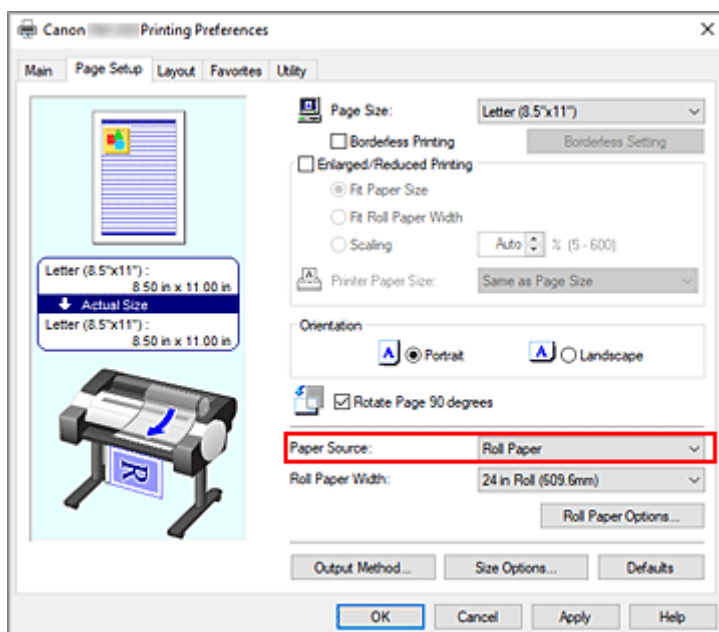 Canon Printing Preferences
Main Page Setup Layout Favorites Utility
Page Size: Letter (8.5"x11")
Borderless Printing Borderless Setting
Enlarged/Reduced Printing
Fit Paper Size
Fit Roll Paper Width
Scaling Auto % (5 - 600)
Printer Paper Size: Same as Page Size
Letter (8.5"x11") :
8.50 in x 11.00 in
Actual Size
Letter (8.5"x11") :
8.50 in x 11.00 in
Orientation
A Portrait A Landscape
Rotate Page 90 degrees
R
Paper Source: Roll Paper
Roll Paper Width: 24 in Roll (609.6mm)
Roll Paper Options...
Output Method... Size Options... Defaults
OK Cancel Apply Help